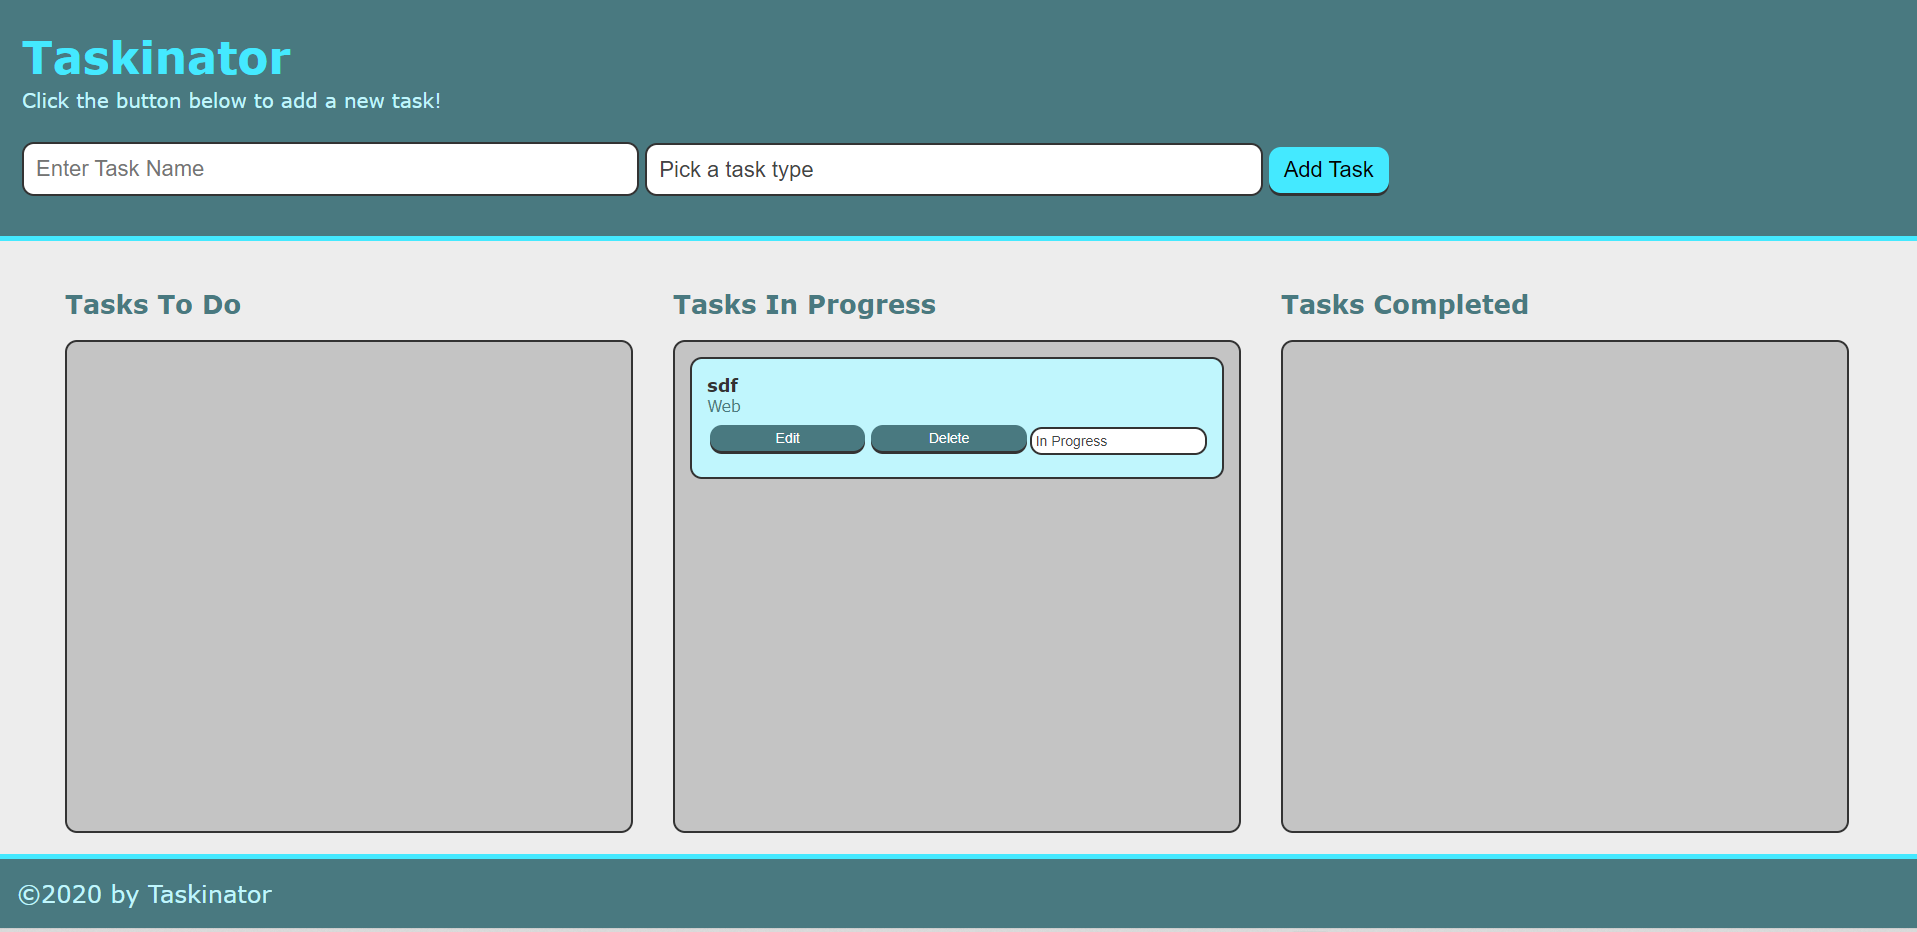 Taskinator
Click the button below to add a new task!
Enter Task Name
Pick a task type
Add Task
Tasks To Do
Tasks In Progress
Tasks Completed
sdf
Web
Edit
Delete
In Progress
©2020 by Taskinator